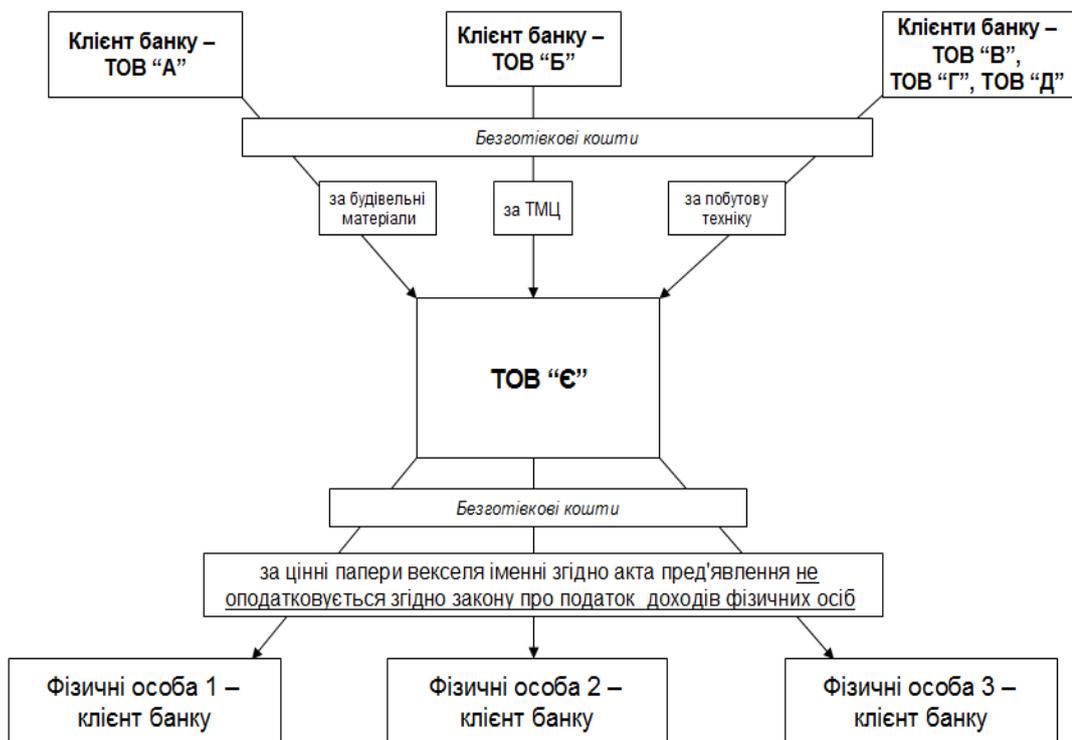 Клієнт банку –
ТОВ “А”
Клієнт банку –
ТОВ “Б”
Клієнти банку –
ТОВ “В”,
ТОВ “Г”, ТОВ “Д”
Безготівкові кошти
за будівельні
матеріали
за ТМЦ
за побутову
техніку
ТОВ “Є”
Безготівкові кошти
за цінні папери векселя іменні згідно акта пред'явлення не
оподатковується згідно закону про податок доходів фізичних осіб
Фізичні особа 1 –
клієнт банку
Фізичні особа 2 –
клієнт банку
Фізичні особа 3 –
клієнт банку